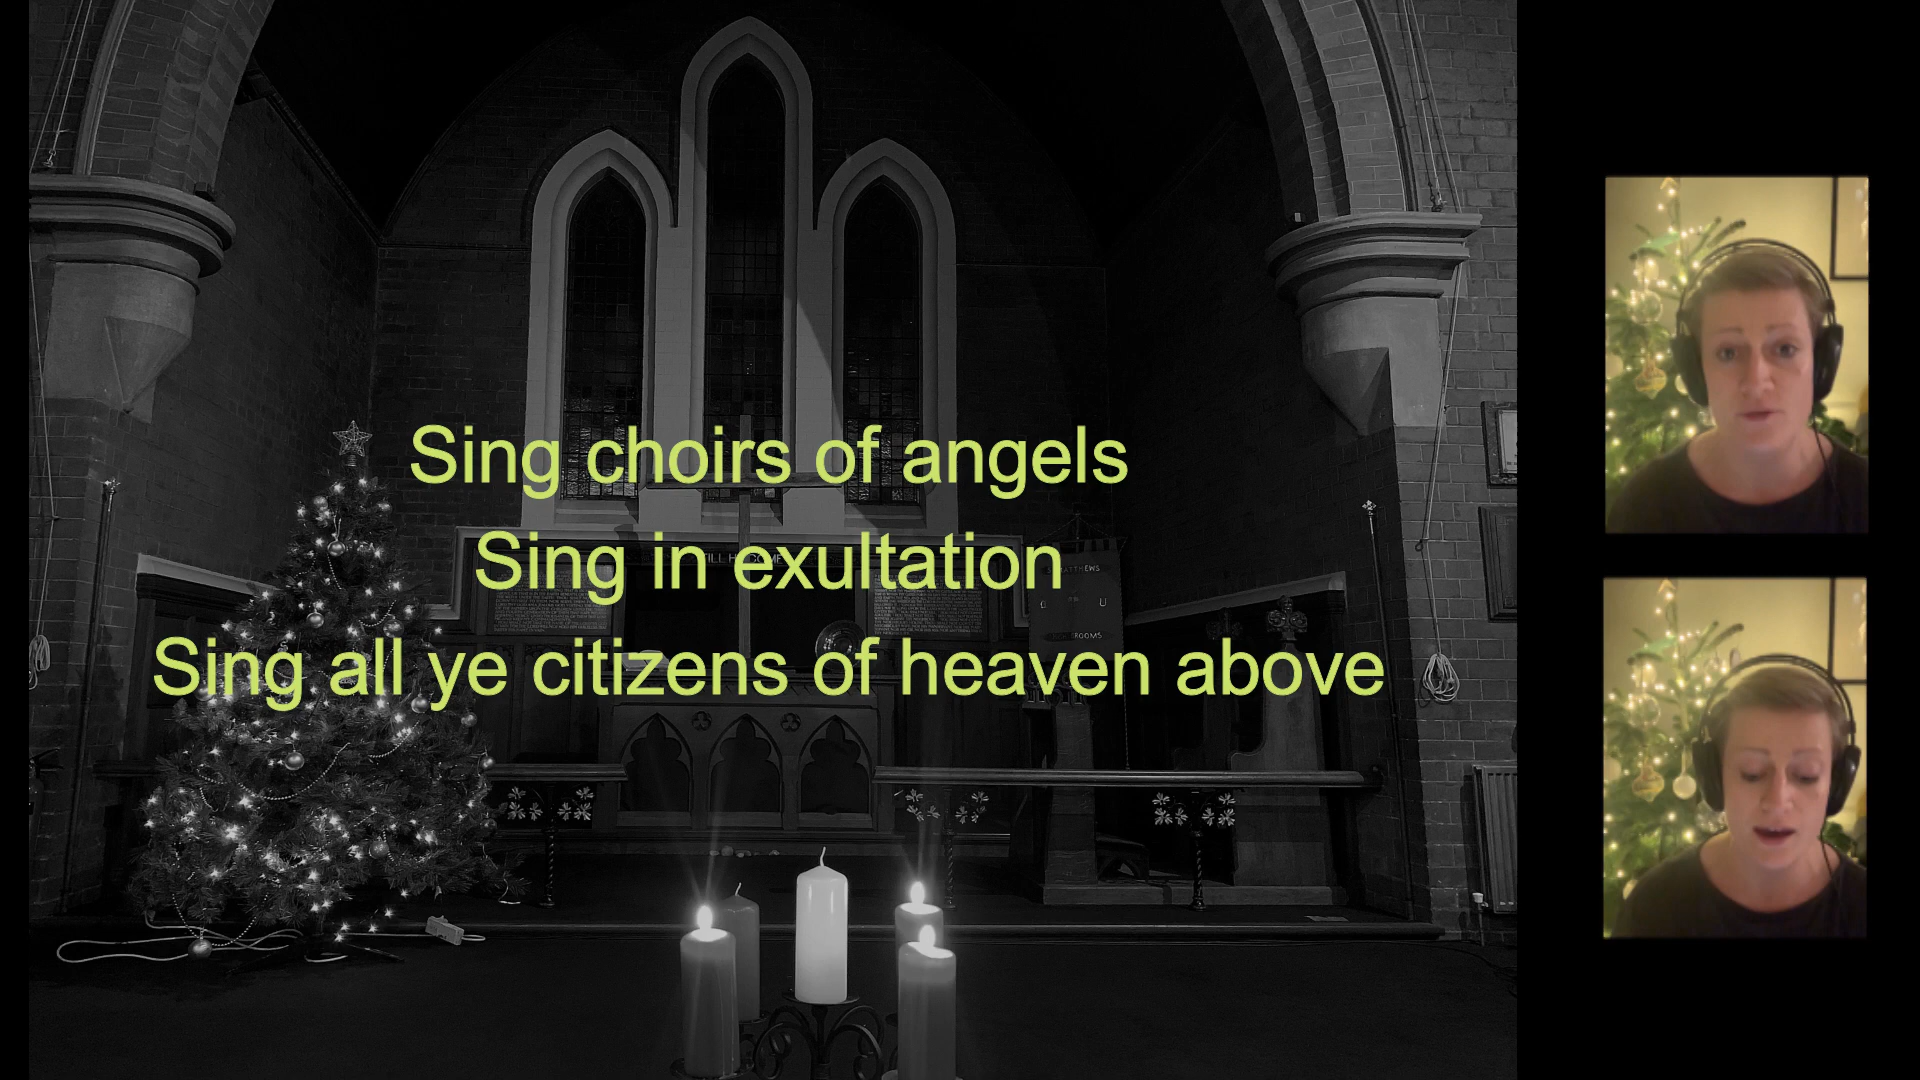 Sing choirs of angels
Sing in exultation
Sing all ye citizens of heaven above